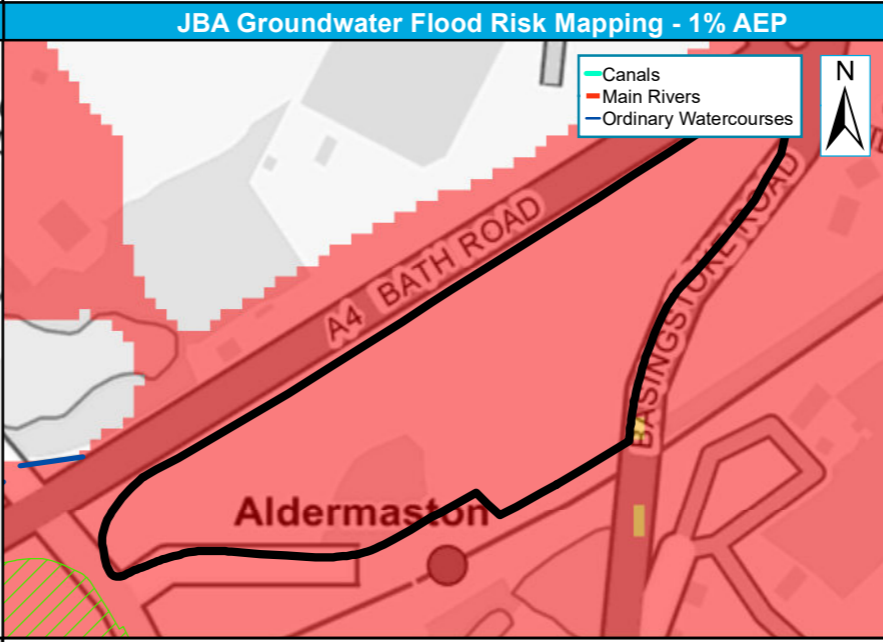 JBA Groundwater Flood Risk Mapping - 1% AEP
Canals
Main Rivers
Ordinary Watercourses
N
A4 BATH ROAD
BASINGSTOKE ROAD
Aldermaston